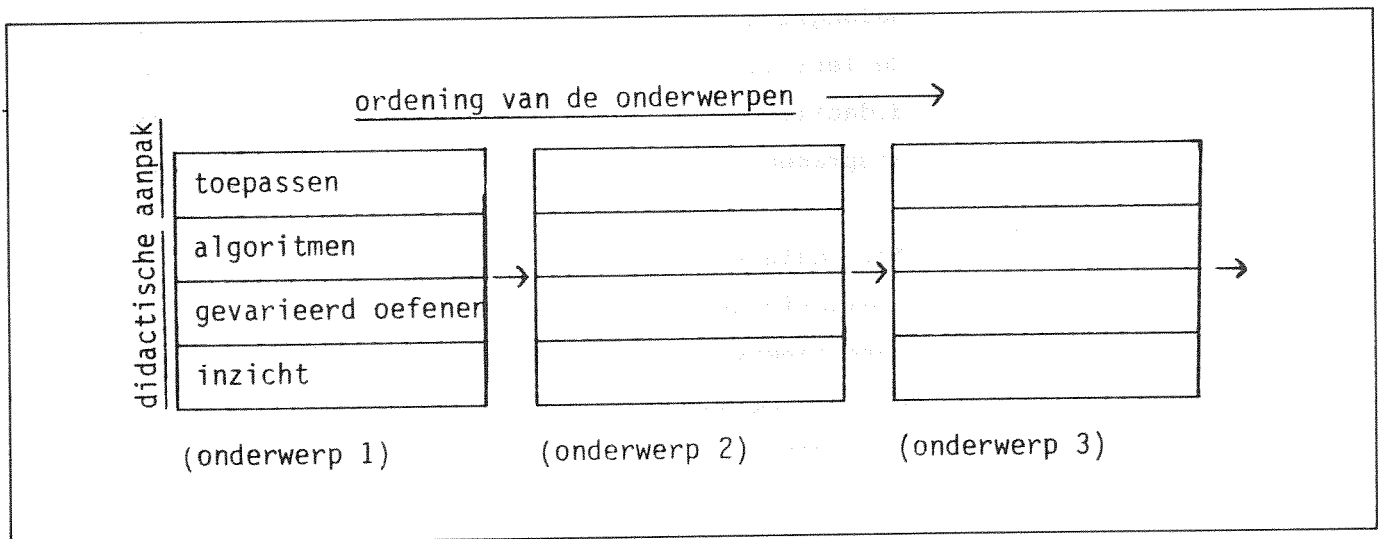 ordening van de onderwerpen
didactische aanpak
toepassen
algoritmen
gevarieerd oefenen
inzicht
(onderwerp 1) (onderwerp 2) (onderwerp 3)